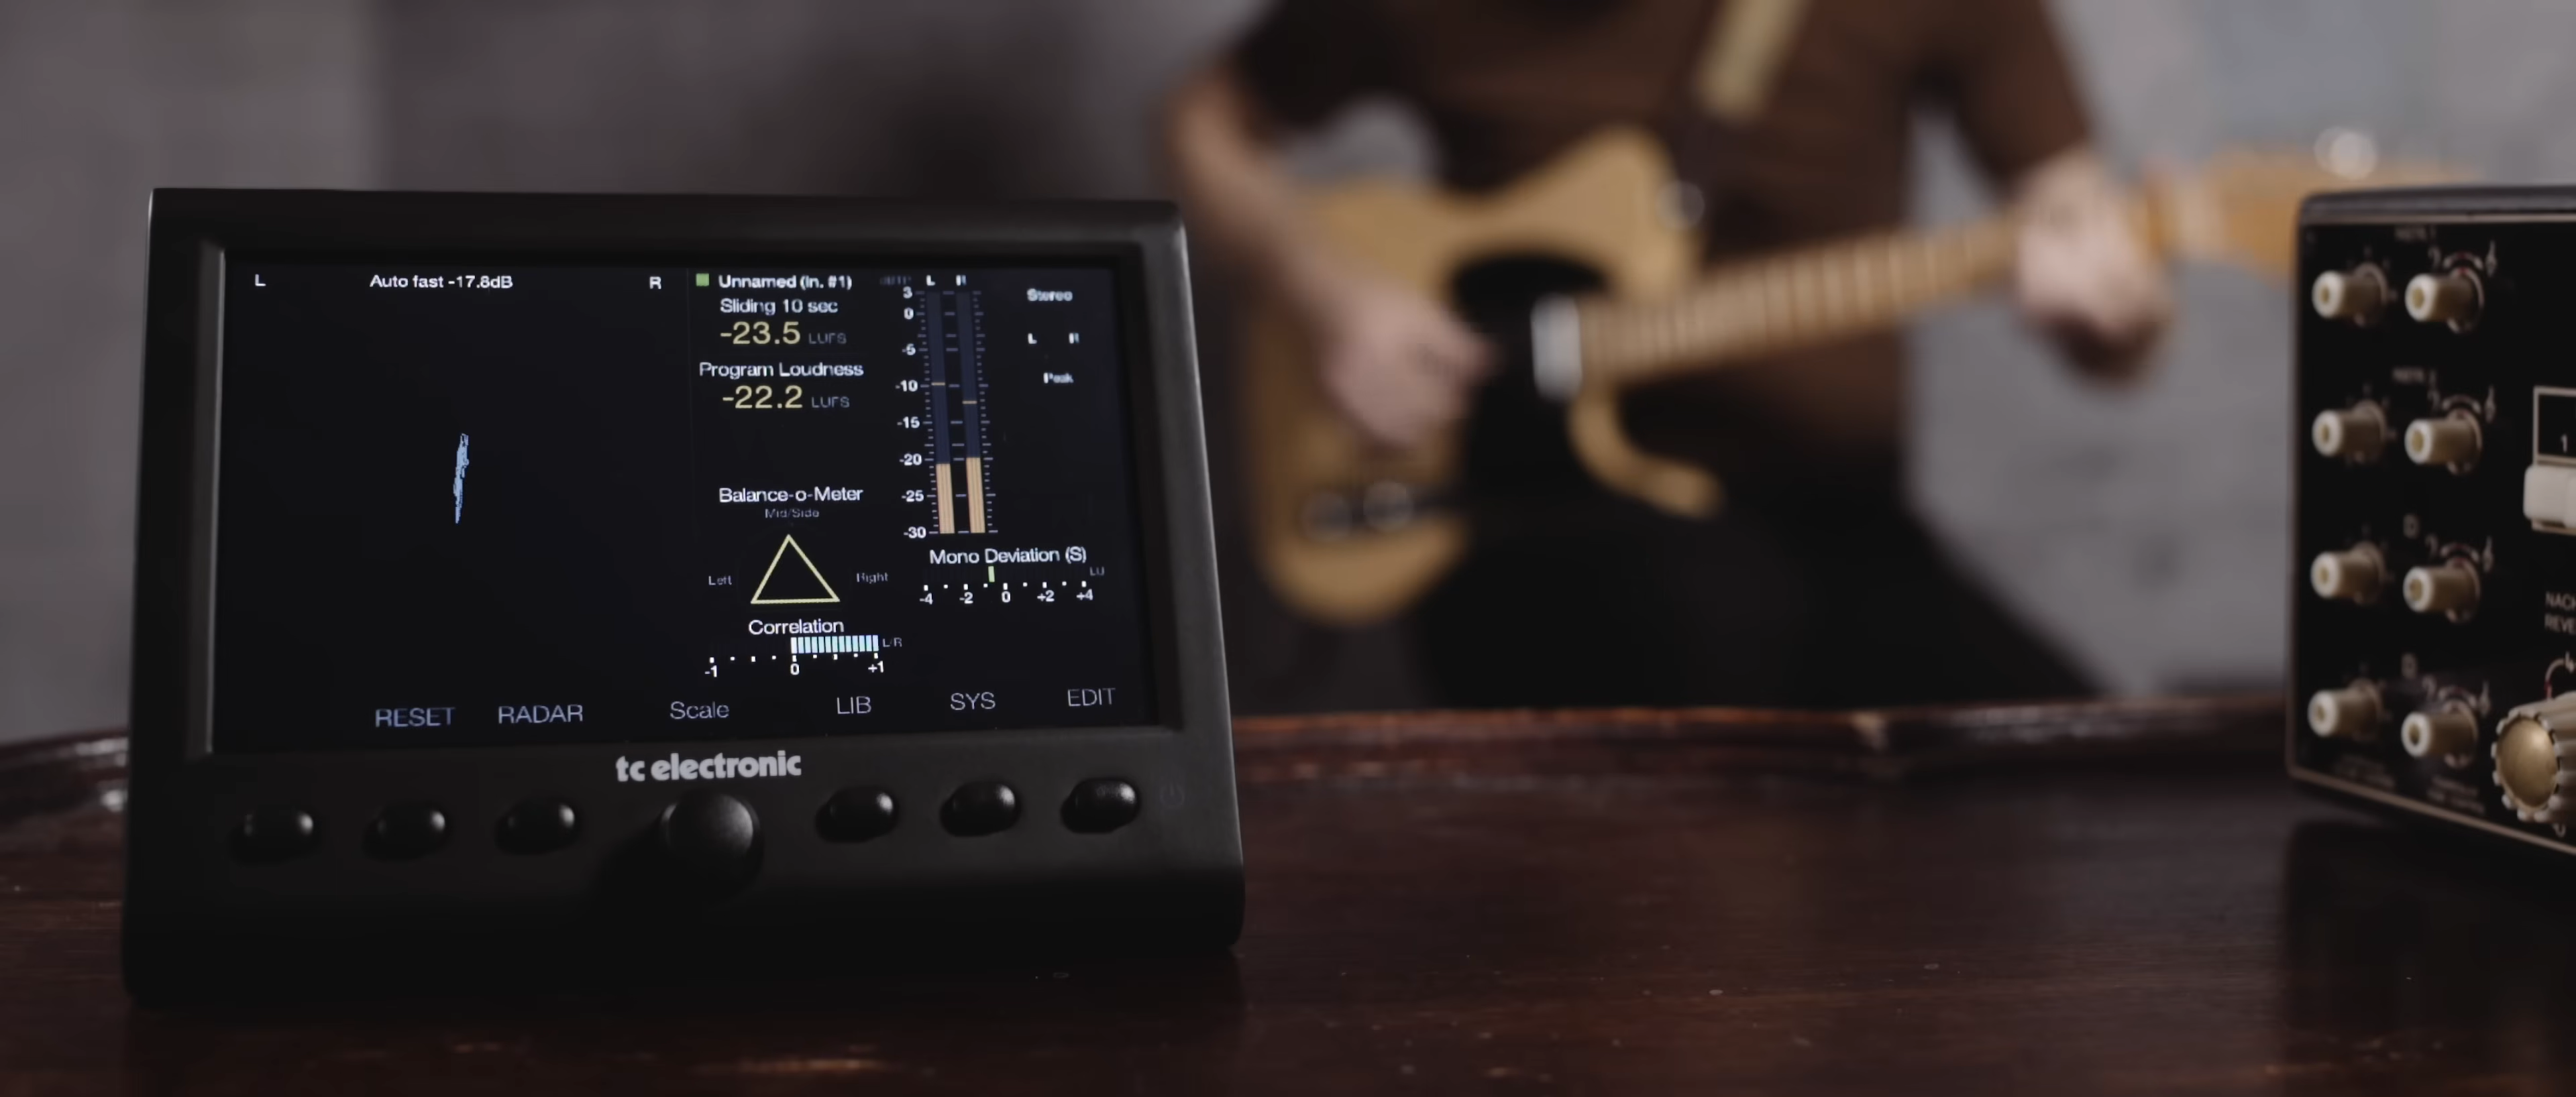 L Auto fast -17.8dB R
Unnamed (In. #1)
Sliding 10 sec
-23.5 LUFS
Program Loudness
-22.2 LUFS
Balance-o-Meter
Mid/Side
Left Right
Correlation
L/R
-1 0 +1
L R
3
0
-5
-10
-15
-20
-25
-30
Stereo
L R
Peak
Mono Deviation (S)
LU
-4 -2 0 +2 +4
RESET RADAR Scale LIB SYS EDIT
tc electronic